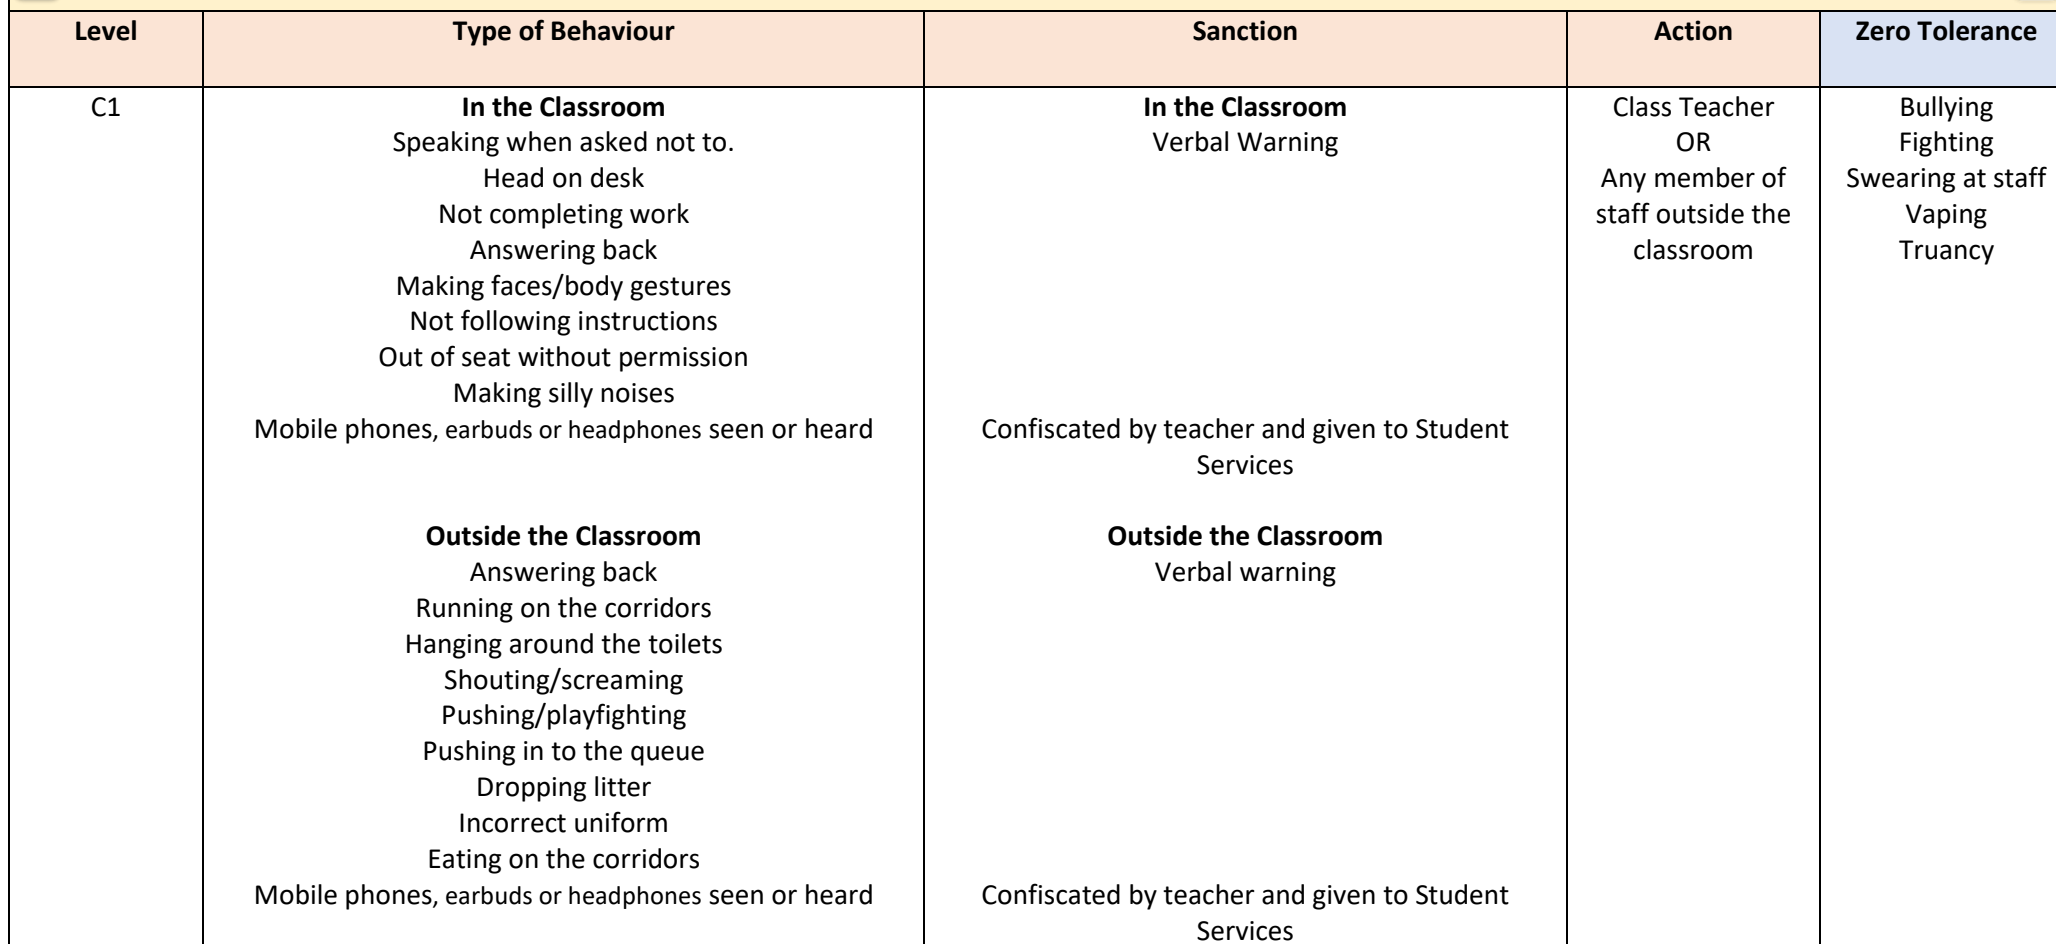 Level
Type of Behaviour
Sanction
Action
Zero Tolerance
C1
In the Classroom
Speaking when asked not to.
Head on desk
Not completing work
Answering back
Making faces/body gestures
Not following instructions
Out of seat without permission
Making silly noises
Mobile phones, earbuds or headphones seen or heard
Outside the Classroom
Answering back
Running on the corridors
Hanging around the toilets
Shouting/screaming
Pushing/playfighting
Pushing in to the queue
Dropping litter
Incorrect uniform
Eating on the corridors
Mobile phones, earbuds or headphones seen or heard
In the Classroom
Verbal Warning
Confiscated by teacher and given to Student
Services
Outside the Classroom
Verbal warning
Confiscated by teacher and given to Student
Services
Class Teacher
OR
Any member of
staff outside the
classroom
Bullying
Fighting
Swearing at staff
Vaping
Truancy